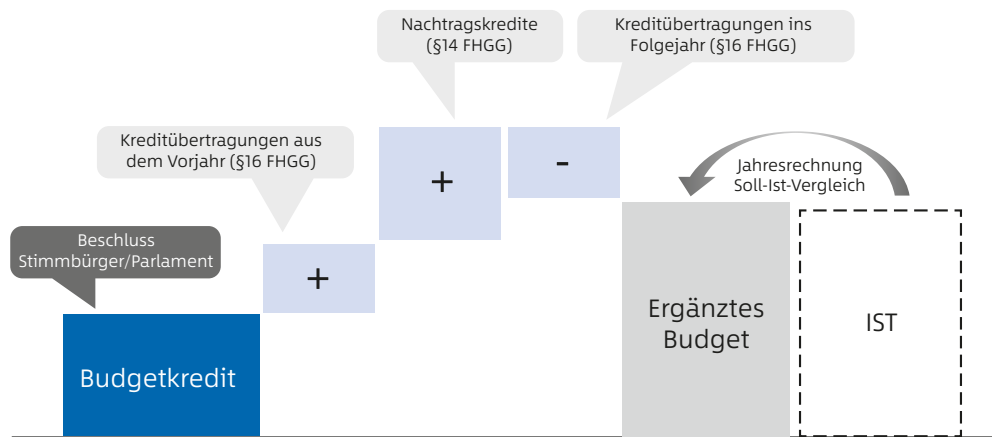 Nachtragskredite
(§14 FHGG)
Kreditübertragungen ins
Folgejahr (§16 FHGG)
Kreditübertragungen aus
dem Vorjahr (§16 FHGG)
+
-
Jahresrechnung
Soll-Ist-Vergleich
Beschluss
Stimmbürger/Parlament
+
Ergänztes
Budget
IST
Budgetkredit